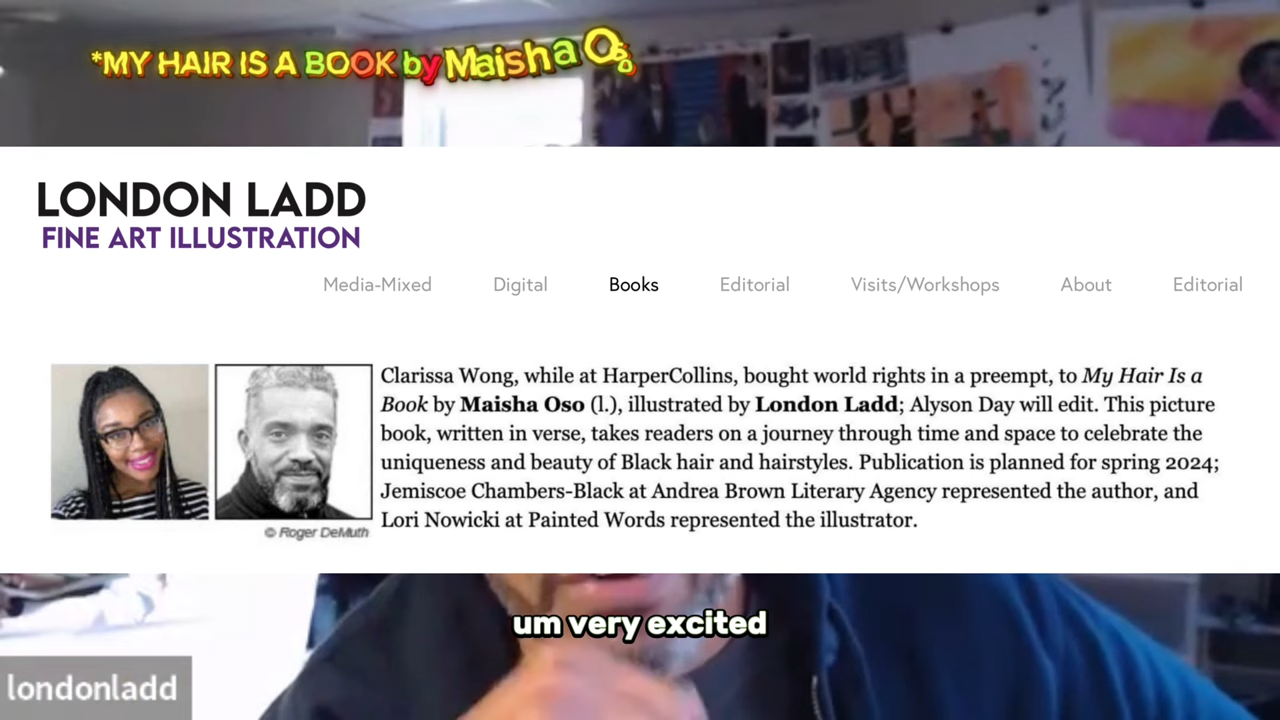 *MY HAIR IS A BOOK by Maisha Os
LONDON LADD
FINE ART ILLUSTRATION
Media-Mixed Digital Books Editorial Visits/Workshops About Editorial
Clarissa Wong, while at HarperCollins, bought world rights in a preempt, to My Hair Is a
Book by Maisha Oso (l.), illustrated by London Ladd; Alyson Day will edit. This picture
book, written in verse, takes readers on a journey through time and space to celebrate the
uniqueness and beauty of Black hair and hairstyles. Publication is planned for spring 2024;
Jemiscoe Chambers-Black at Andrea Brown Literary Agency represented the author, and
Lori Nowicki at Painted Words represented the illustrator.
© Roger DeMuth
um very excited
londonladd